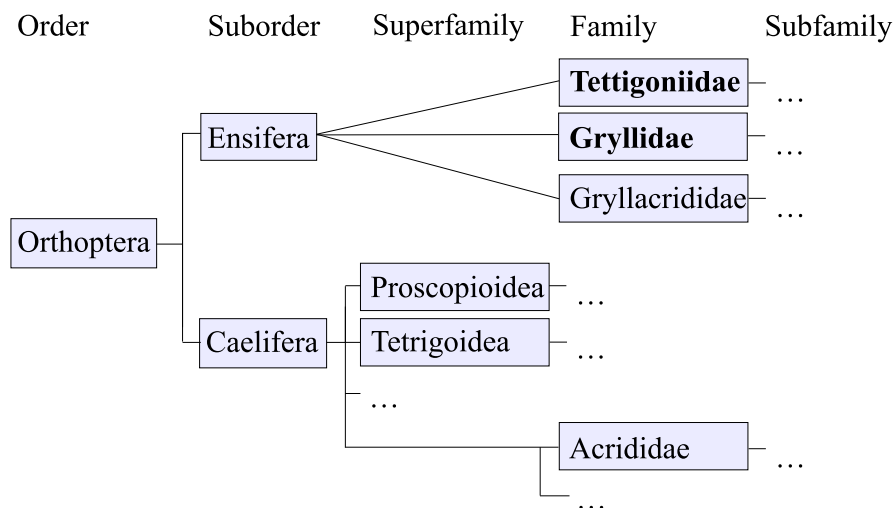 Order Suborder Superfamily Family Subfamily
Tettigoniidae …
Ensifera Gryllidae …
Gryllacrididae …
Orthoptera
Proscopioidea …
Caelifera Tetrigoidea …
…
Acrididae …
…